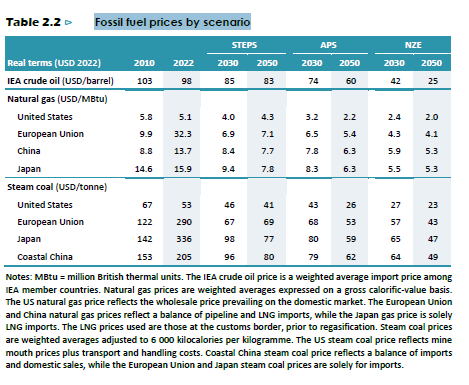 Table 2.2 ▷ Fossil fuel prices by scenario
STEPS APS NZE
Real terms (USD 2022) 2010 2022 2030 2050 2030 2050 2030 2050
IEA crude oil (USD/barrel) 103 98 85 83 74 60 42 25
Natural gas (USD/MBtu)
United States 5.8 5.1 4.0 4.3 3.2 2.2 2.4 2.0
European Union 9.9 32.3 6.9 7.1 6.5 5.4 4.3 4.1
China 8.8 13.7 8.4 7.7 7.8 6.3 5.9 5.3
Japan 14.6 15.9 9.4 7.8 8.3 6.3 5.5 5.3
Steam coal (USD/tonne)
United States 67 53 46 41 43 26 27 23
European Union 122 290 67 69 68 53 57 43
Japan 142 336 98 77 80 59 65 47
Coastal China 153 205 96 80 79 62 64 49
Notes: MBtu = million British thermal units. The IEA crude oil price is a weighted average import price among
IEA member countries. Natural gas prices are weighted averages expressed on a gross calorific-value basis.
The US natural gas price reflects the wholesale price prevailing on the domestic market. The European Union
and China natural gas prices reflect a balance of pipeline and LNG imports, while the Japan gas price is solely
LNG imports. The LNG prices used are those at the customs border, prior to regasification. Steam coal prices
are weighted averages adjusted to 6 000 kilocalories per kilogramme. The US steam coal price reflects mine
mouth prices plus transport and handling costs. Coastal China steam coal price reflects a balance of imports
and domestic sales, while the European Union and Japan steam coal prices are solely for imports.